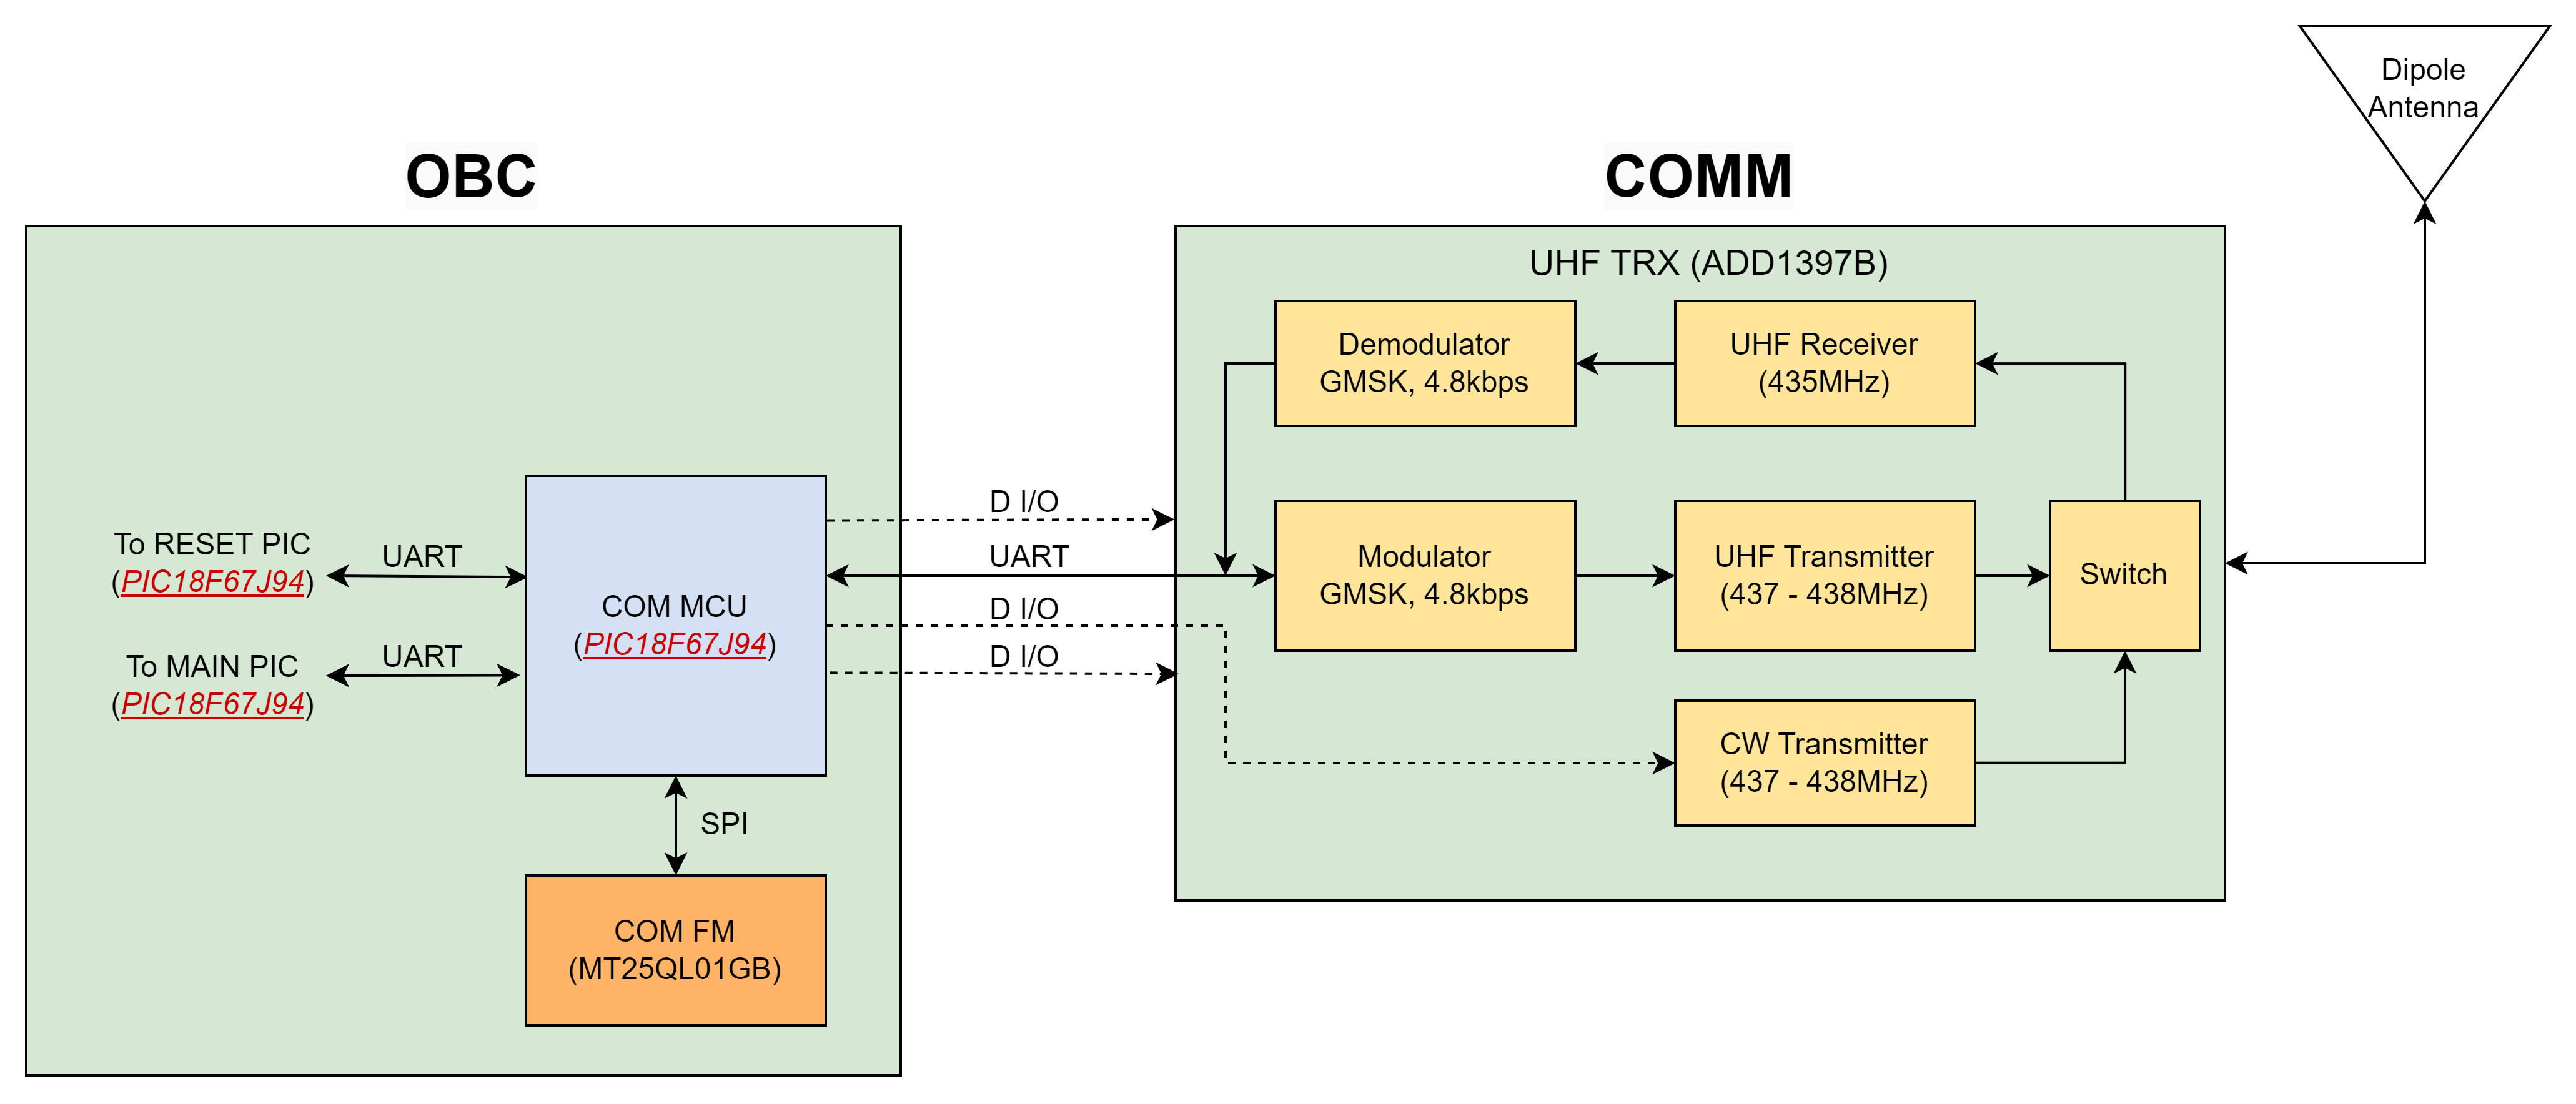 Dipole
Antenna
OBC
COMM
UHF TRX (ADD1397B)
Demodulator
GMSK, 4.8kbps
UHF Receiver
(435MHz)
To RESET PIC
(PIC18F67J94)
UART
To MAIN PIC
(PIC18F67J94)
UART
COM MCU
(PIC18F67J94)
SPI
COM FM
(MT25QL01GB)
D I/O
UART
D I/O
D I/O
Modulator
GMSK, 4.8kbps
UHF Transmitter
(437 - 438MHz)
Switch
CW Transmitter
(437 - 438MHz)